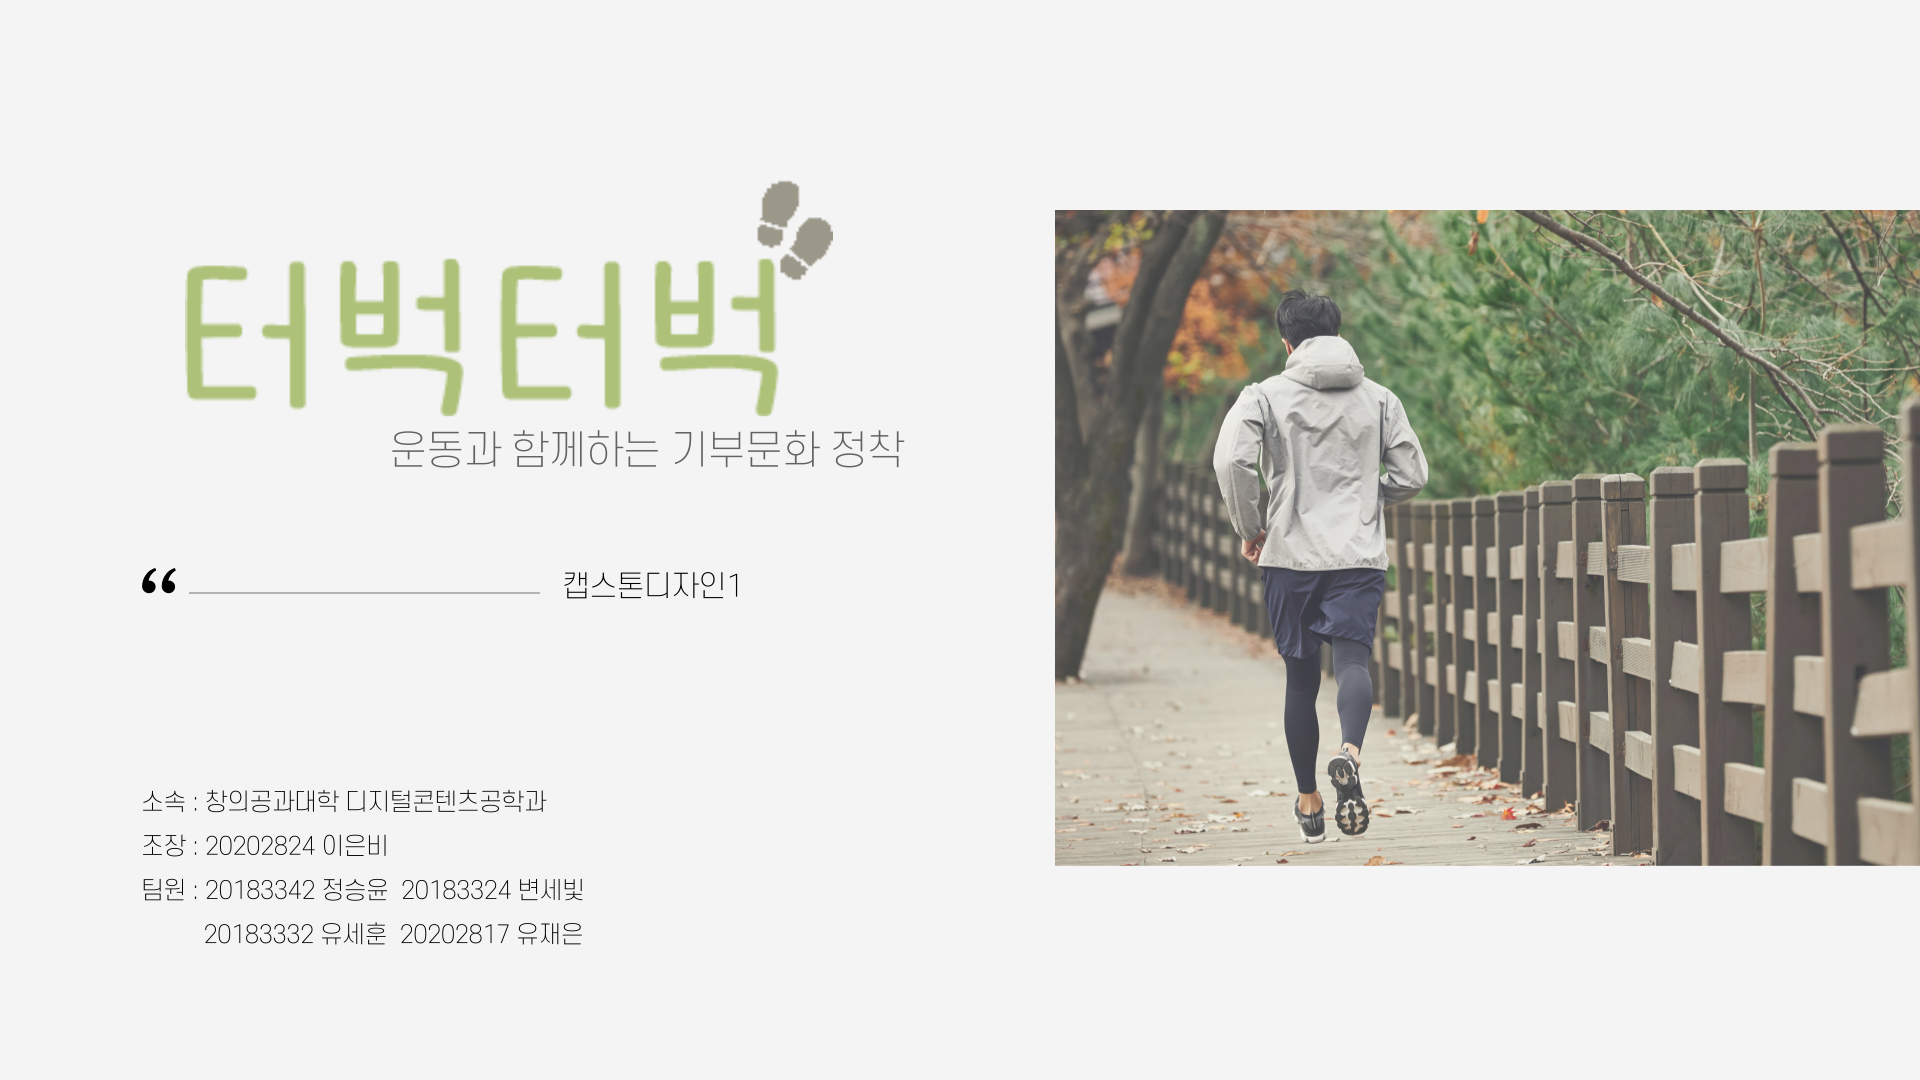 터벅터벅
운동과 함께하는 기부문화 정착
“ 캡스톤디자인1
소속 : 창의공과대학 디지털콘텐츠공학과
조장 : 20202824 이은비
팀원 : 20183342 정승윤  20183324 변세빛
20183332 유세훈  20202817 유재은